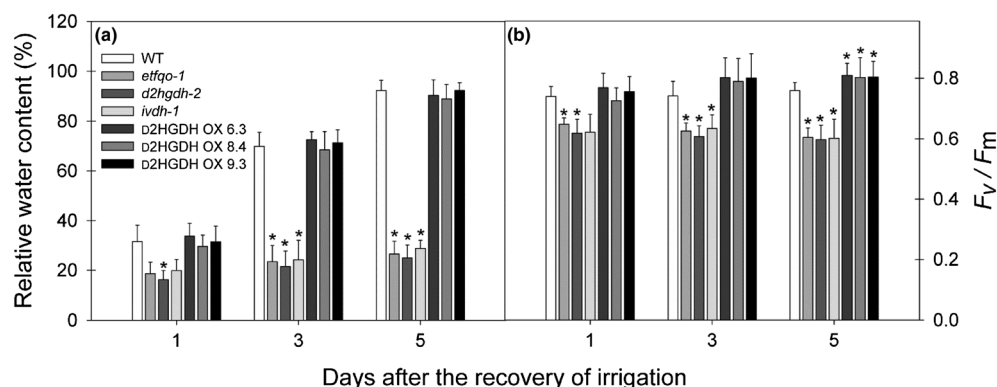 Relative water content (%)
120
100
80
60
40
20
0
(a)
WT
etfqo-1
d2hgdh-2
ivdh-1
D2HGDH OX 6.3
D2HGDH OX 8.4
D2HGDH OX 9.3
*
* * *
* * *
1
3
5
(b)
* *
* * *
* * *
* * *
1
3
5
0.8
0.6
0.4
0.2
0.0
Fv / Fm
Days after the recovery of irrigation